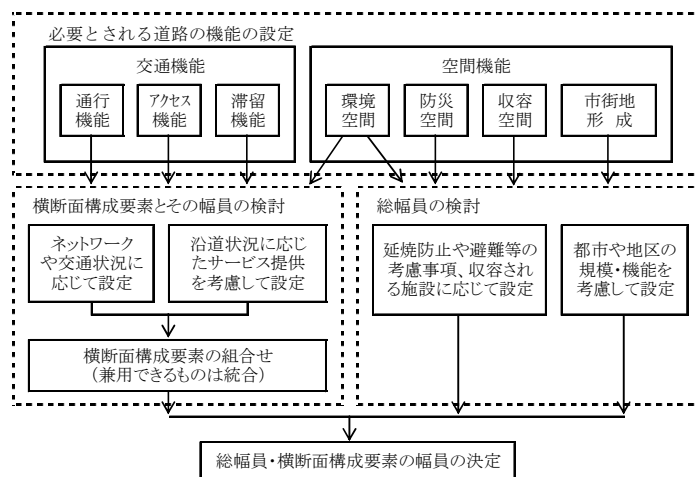 必要とされる道路の機能の設定
交通機能
通行
機能
アクセス
機能
滞留
機能
空間機能
環境
空間
防災
空間
収容
空間
市街地
形　成
横断面構成要素とその幅員の検討
ネットワーク
や交通状況に
応じて設定
沿道状況に応じ
たサービス提供
を考慮して設定
横断面構成要素の組合せ
（兼用できるものは統合）
総幅員の検討
延焼防止や避難等の
考慮事項、収容され
る施設に応じて設定
都市や地区の
規模・機能を
考慮して設定
総幅員・横断面構成要素の幅員の決定